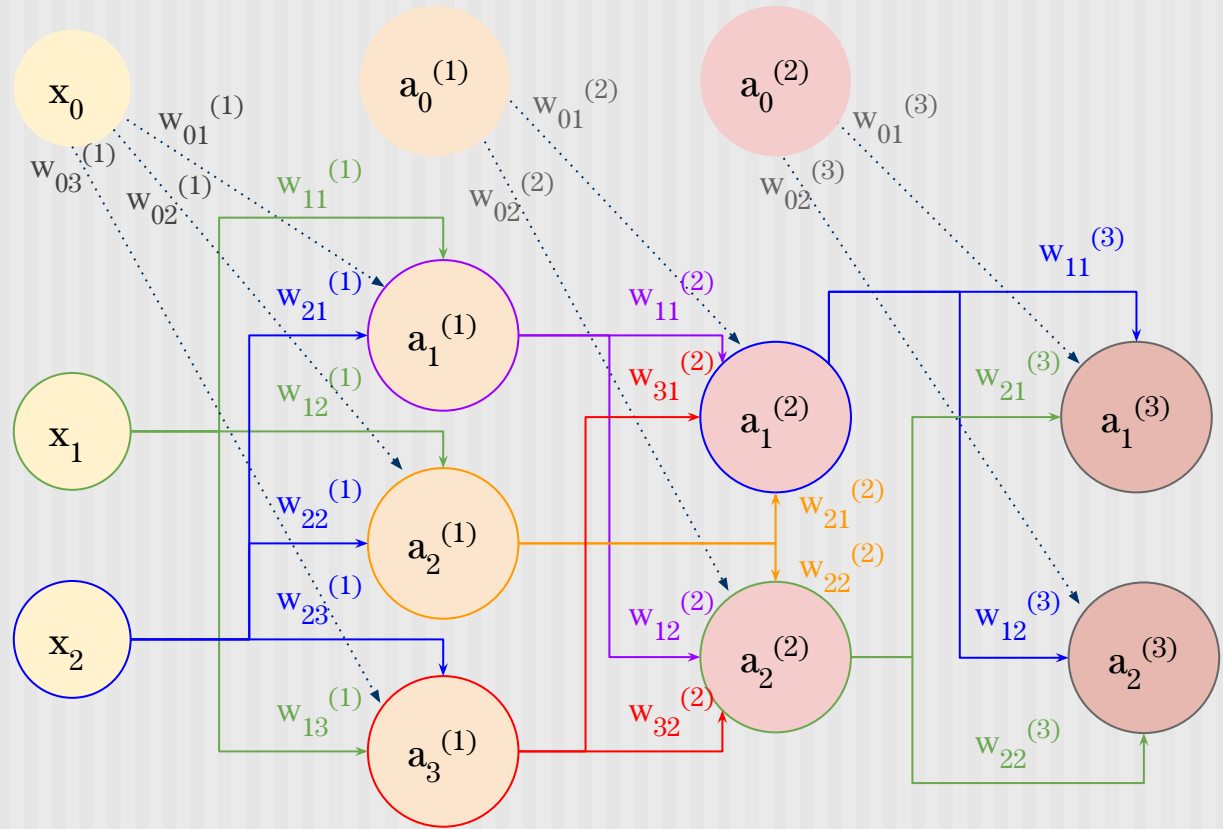 x₀
a₀⁽¹⁾
a₀⁽²⁾
w₀₁⁽¹⁾
w₀₁⁽²⁾
w₀₁⁽³⁾
w₀₃⁽¹⁾
w₀₂⁽¹⁾
w₀₂⁽²⁾
w₀₂⁽³⁾
w₁₁⁽¹⁾
w₁₁⁽³⁾
w₂₁⁽¹⁾
w₁₁⁽²⁾
a₁⁽¹⁾
w₃₁⁽²⁾
w₂₁⁽³⁾
w₁₂⁽¹⁾
x₁
a₁⁽²⁾
a₁⁽³⁾
w₂₂⁽¹⁾
w₂₁⁽²⁾
a₂⁽¹⁾
w₂₂⁽²⁾
w₂₃⁽¹⁾
w₁₂⁽²⁾
w₁₂⁽³⁾
x₂
a₂⁽²⁾
a₂⁽³⁾
w₁₃⁽¹⁾
w₃₂⁽²⁾
w₂₂⁽³⁾
a₃⁽¹⁾